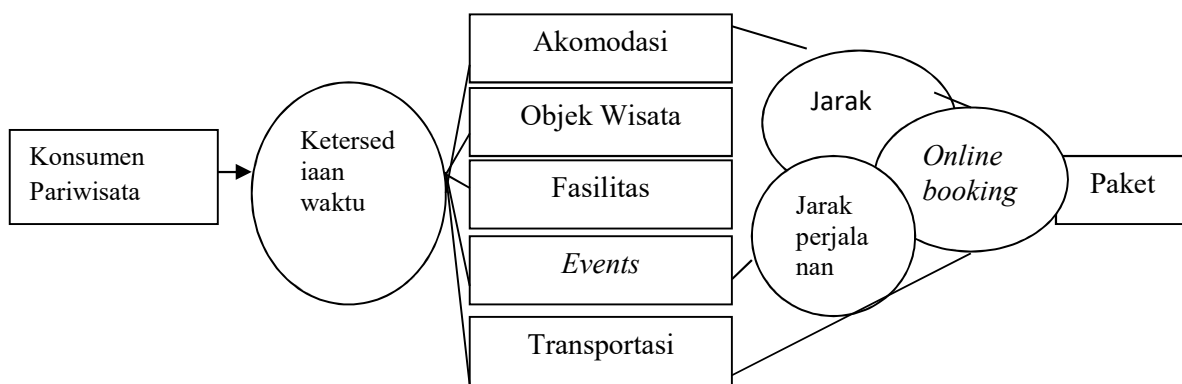 Konsumen
Pariwisata
Ketersed
iaan
waktu
Akomodasi
Objek Wisata
Fasilitas
Events
Transportasi
Jarak
Jarak
perjala
nan
Online
booking
Paket